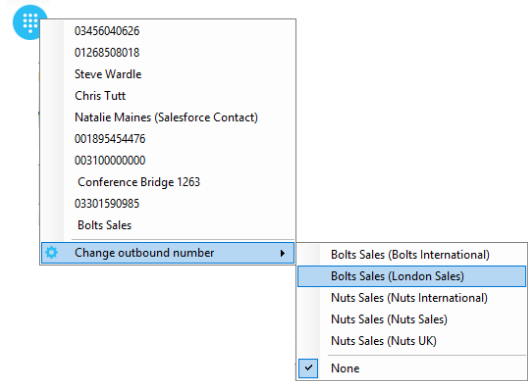 03456040626
01268508018
Steve Wardle
Chris Tutt
Natalie Maines (Salesforce Contact)
001895454476
003100000000
Conference Bridge 1263
03301590985
Bolts Sales
Change outbound number
Bolts Sales (Bolts International)
Bolts Sales (London Sales)
Nuts Sales (Nuts International)
Nuts Sales (Nuts Sales)
Nuts Sales (Nuts UK)
None